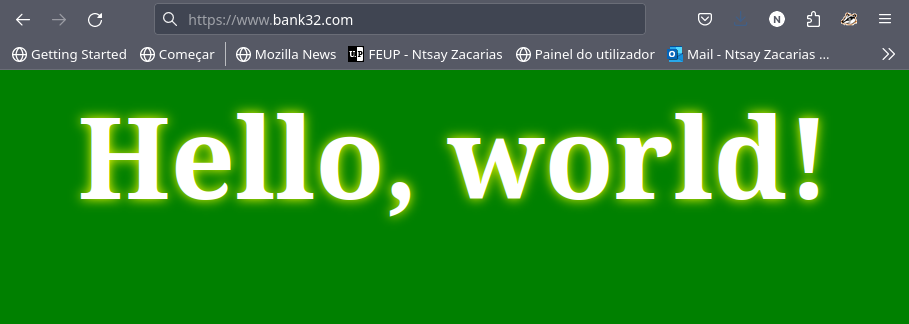 https://www.bank32.com
N
Getting Started Começar Mozilla News UP FEUP - Ntsay Zacarias Painel do utilizador Mail - Ntsay Zacarias ...
Hello, world!